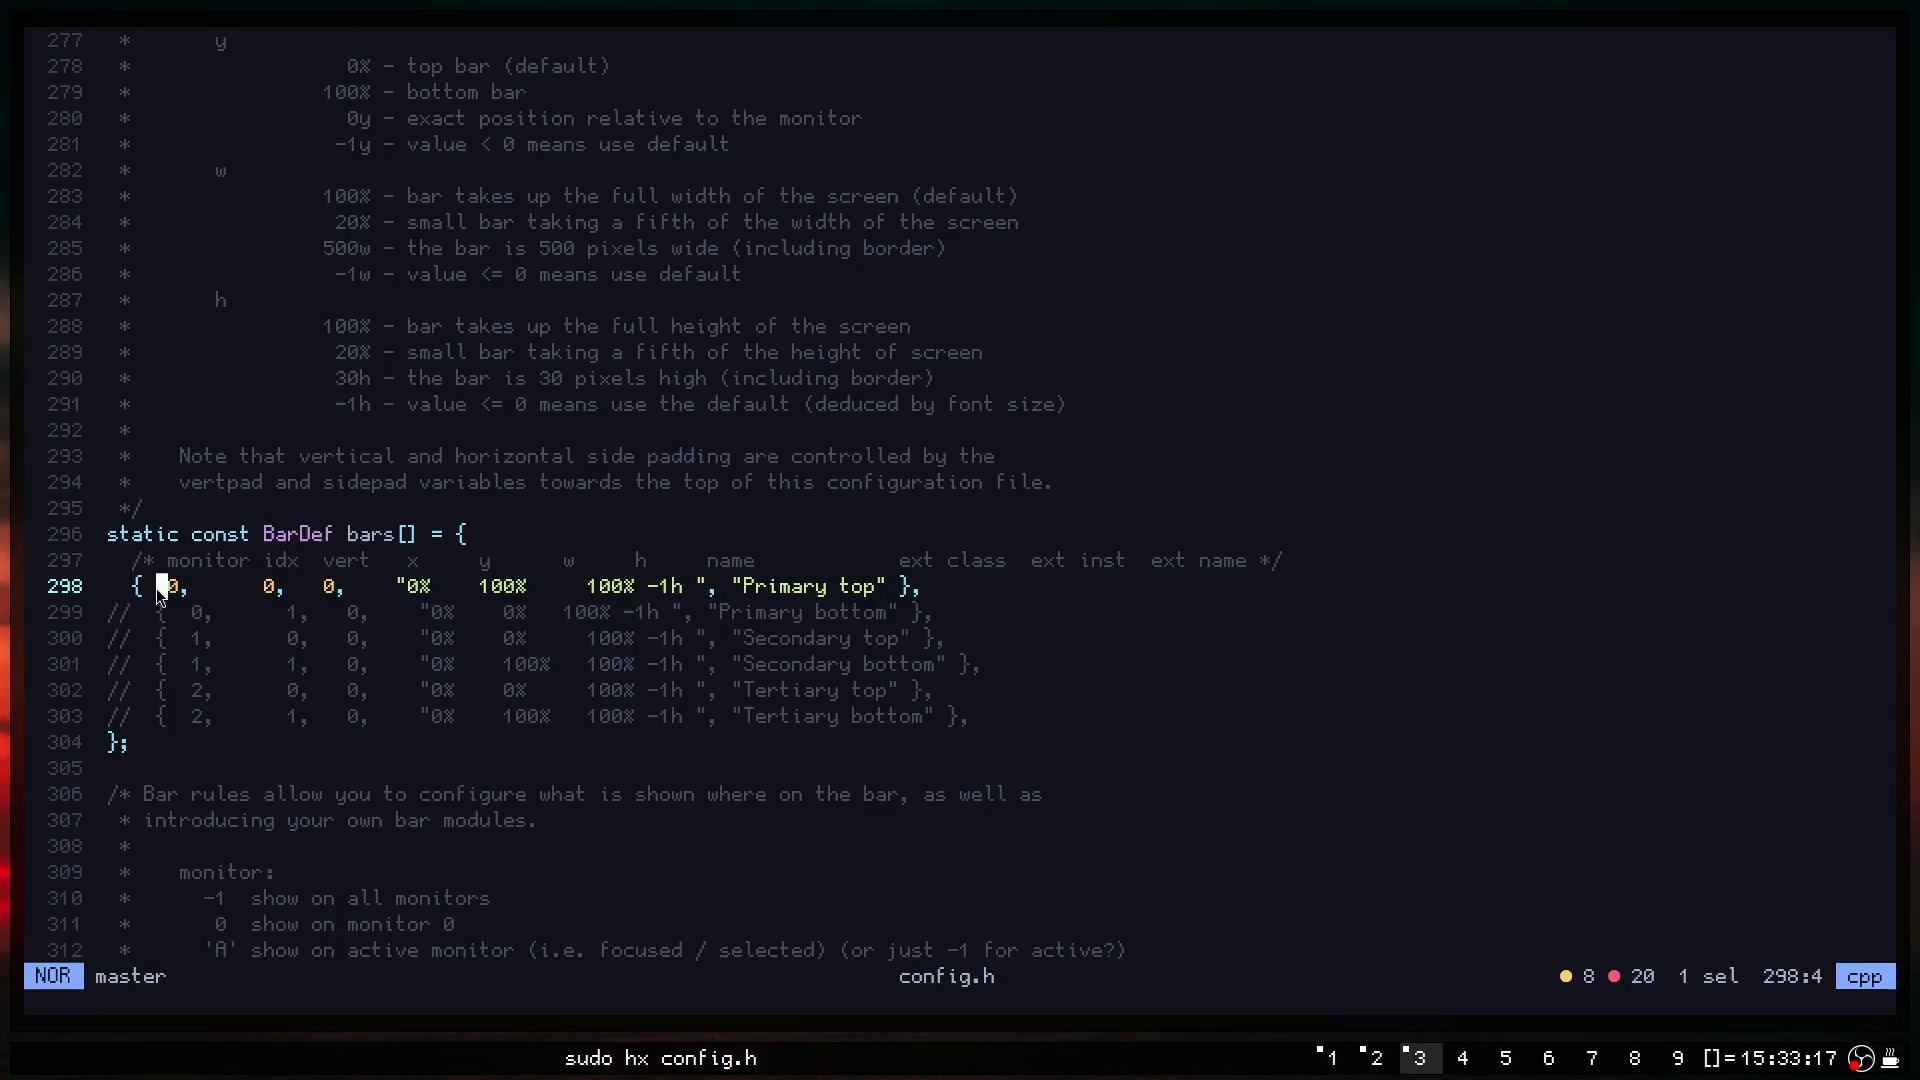 277   *       y
278   *                  0% - top bar (default)
279   *                100% - bottom bar
280   *                  0y - exact position relative to the monitor
281   *                 -1y - value < 0 means use default
282   *       w
283   *                100% - bar takes up the full width of the screen (default)
284   *                 20% - small bar taking a fifth of the width of the screen
285   *                500w - the bar is 500 pixels wide (including border)
286   *                 -1w - value <= 0 means use default
287   *       h
288   *                100% - bar takes up the full height of the screen
289   *                 20% - small bar taking a fifth of the height of screen
290   *                 30h - the bar is 30 pixels high (including border)
291   *                 -1h - value <= 0 means use the default (deduced by font size)
292   *
293   *    Note that vertical and horizontal side padding are controlled by the
294   *    vertpad and sidepad variables towards the top of this configuration file.
295   */
296  static const BarDef bars[] = {
297    /* monitor idx  vert   x     y      w     h     name            ext class  ext inst  ext name */
298    {  0,      0,   0,    "0%    100%     100% -1h ", "Primary top" },
299  //  {  0,      1,   0,    "0%    0%   100% -1h ", "Primary bottom" },
300  //  {  1,      0,   0,    "0%    0%     100% -1h ", "Secondary top" },
301  //  {  1,      1,   0,    "0%    100%   100% -1h ", "Secondary bottom" },
302  //  {  2,      0,   0,    "0%    0%     100% -1h ", "Tertiary top" },
303  //  {  2,      1,   0,    "0%    100%   100% -1h ", "Tertiary bottom" },
304  };
305
306  /* Bar rules allow you to configure what is shown where on the bar, as well as
307   * introducing your own bar modules.
308   *
309   *    monitor:
310   *      -1  show on all monitors
311   *       0  show on monitor 0
312   *      'A' show on active monitor (i.e. focused / selected) (or just -1 for active?)
NOR master config.h 8 20 1 sel 298:4 cpp
sudo hx config.h 1 2 3 4 5 6 7 8 9 []= 15:33:17